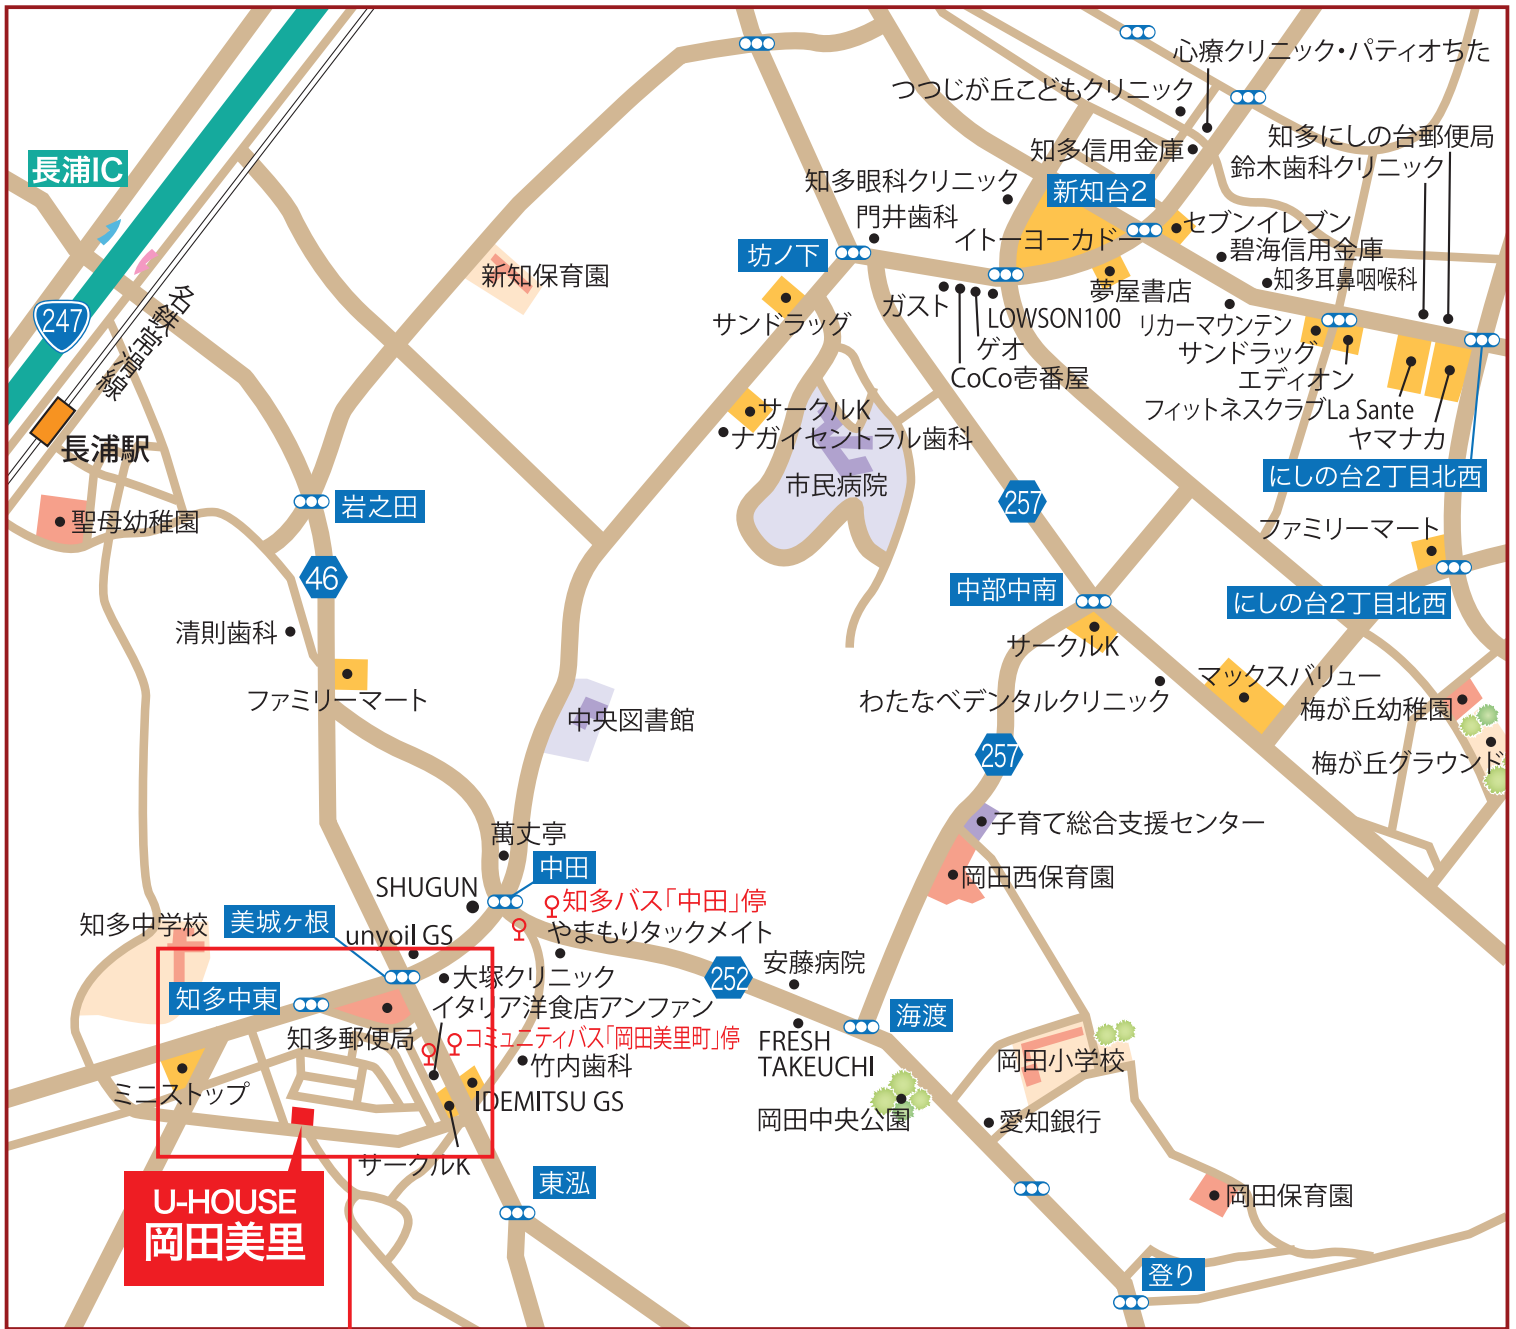 心療クリニック・パティオちた
つつじが丘こどもクリニック
知多にしの台郵便局
知多信用金庫
鈴木歯科クリニック
長浦IC
知多眼科クリニック
新知台2
門井歯科
セブンイレブン
イトーヨーカドー
坊ノ下
碧海信用金庫
新知保育園
知多耳鼻咽喉科
夢屋書店
ガスト
LOWSON100
247
名鉄常滑線
サンドラッグ
リカーマウンテン
ゲオ
サンドラッグ
CoCo壱番屋
エディオン
サークルK
フィットネスクラブLa Sante
ナガイセントラル歯科
ヤマナカ
長浦駅
市民病院
にしの台2丁目北西
257
岩之田
聖母幼稚園
ファミリーマート
46
中部中南
にしの台2丁目北西
清則歯科
サークルK
マックスバリュー
わたなべデンタルクリニック
ファミリーマート
梅が丘幼稚園
中央図書館
257
梅が丘グラウンド
子育て総合支援センター
萬丈亭
中田
岡田西保育園
SHUGUN
知多バス「中田」停
知多中学校
美城ヶ根
unyoil GS
やまもりタックメイト
安藤病院
大塚クリニック
252
知多中東
イタリア洋食店アンファン
海渡
知多郵便局
コミュニティバス「岡田美里町」停
FRESH
TAKEUCHI
岡田小学校
竹内歯科
ミニストップ
IDEMITSU GS
岡田中央公園
愛知銀行
サークルK
東泓
岡田保育園
U-HOUSE
岡田美里
登り